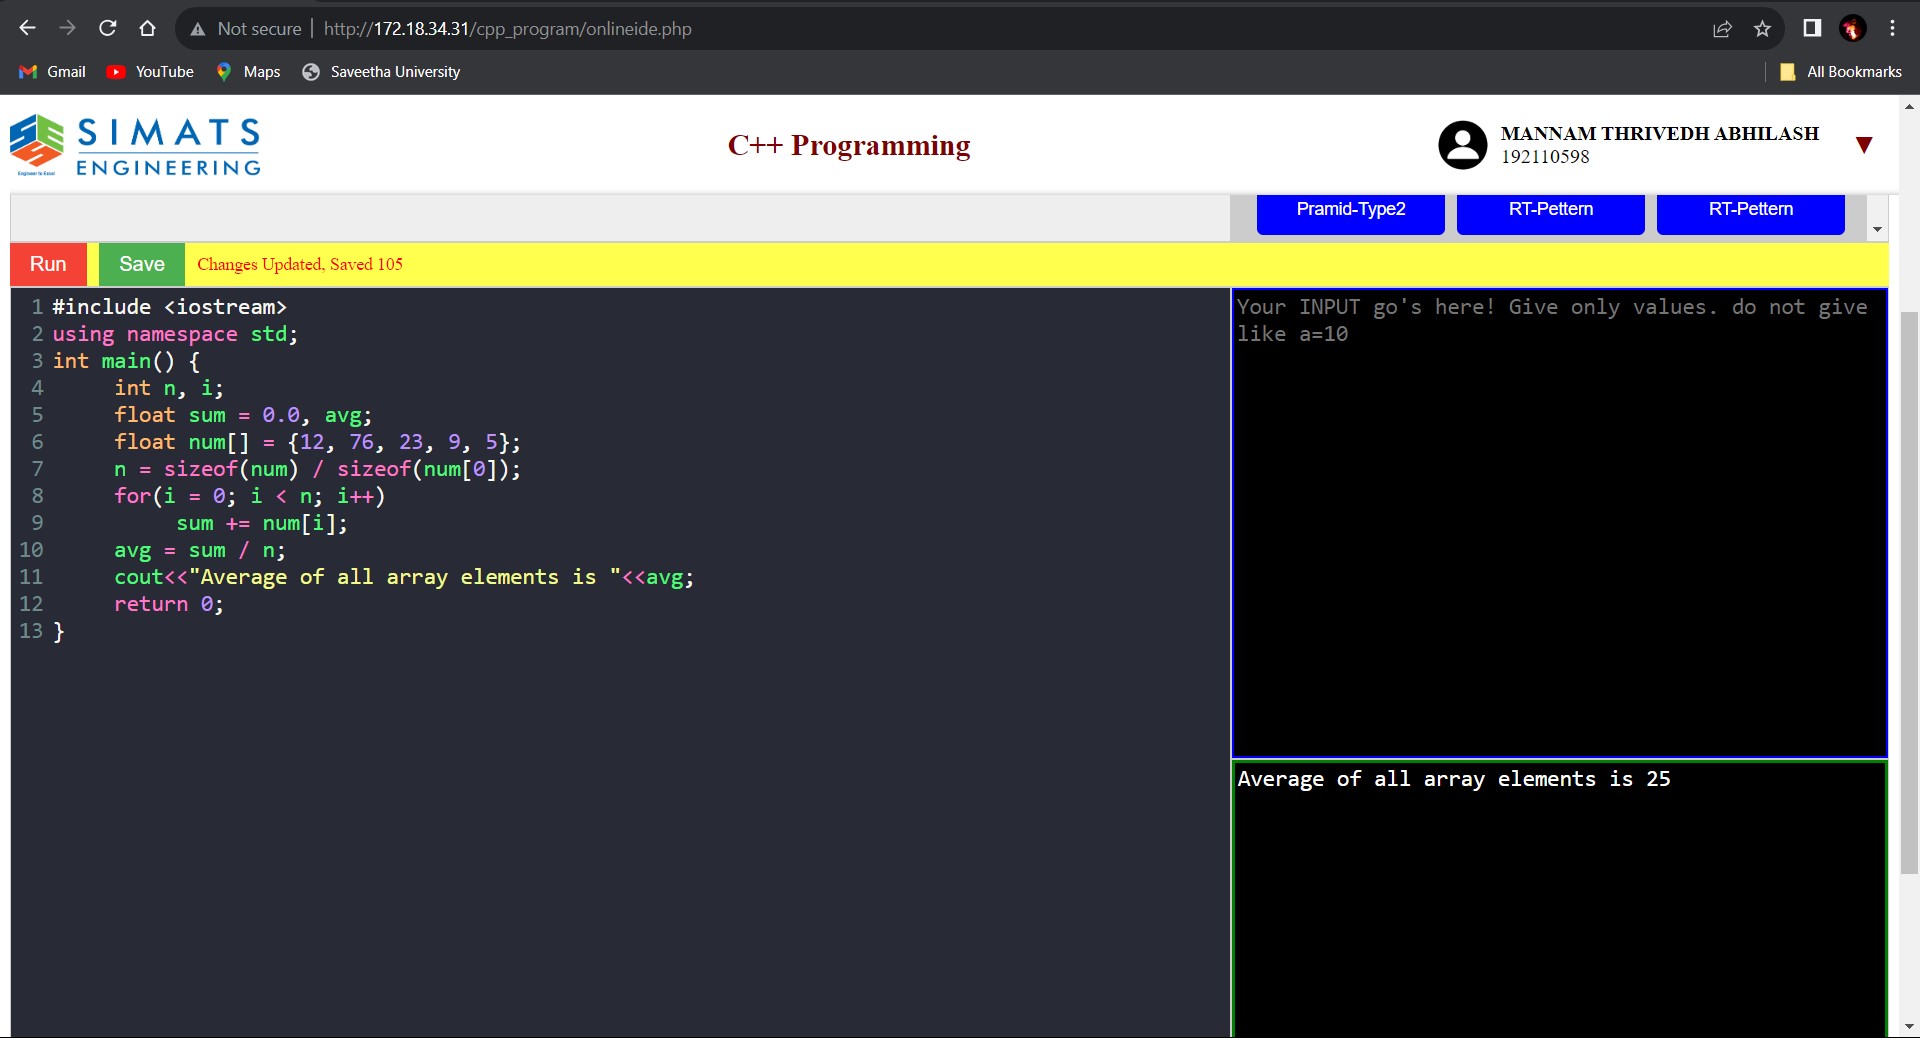 Not secure | http://172.18.34.31/cpp_program/onlineide.php
Gmail YouTube Maps Saveetha University All Bookmarks
SIMATS
ENGINEERING
Engineer to Excel
C++ Programming
MANNAM THRIVEDH ABHILASH
192110598
Pramid-Type2 RT-Pettern RT-Pettern
Run Save Changes Updated, Saved 105
1 #include <iostream>
2 using namespace std;
3 int main() {
4 int n, i;
5 float sum = 0.0, avg;
6 float num[] = {12, 76, 23, 9, 5};
7 n = sizeof(num) / sizeof(num[0]);
8 for(i = 0; i < n; i++)
9 sum += num[i];
10 avg = sum / n;
11 cout<<"Average of all array elements is "<<avg;
12 return 0;
13 }
Your INPUT go's here! Give only values. do not give
like a=10
Average of all array elements is 25